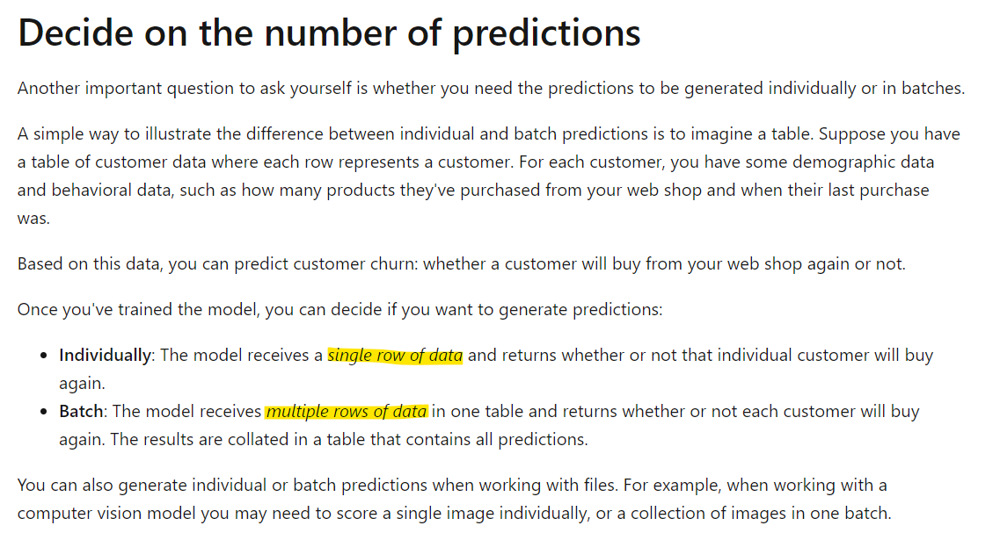 Decide on the number of predictions
Another important question to ask yourself is whether you need the predictions to be generated individually or in batches.
A simple way to illustrate the difference between individual and batch predictions is to imagine a table. Suppose you have
a table of customer data where each row represents a customer. For each customer, you have some demographic data
and behavioral data, such as how many products they've purchased from your web shop and when their last purchase
was.
Based on this data, you can predict customer churn: whether a customer will buy from your web shop again or not.
Once you've trained the model, you can decide if you want to generate predictions:
• Individually: The model receives a single row of data and returns whether or not that individual customer will buy
again.
• Batch: The model receives multiple rows of data in one table and returns whether or not each customer will buy
again. The results are collated in a table that contains all predictions.
You can also generate individual or batch predictions when working with files. For example, when working with a
computer vision model you may need to score a single image individually, or a collection of images in one batch.